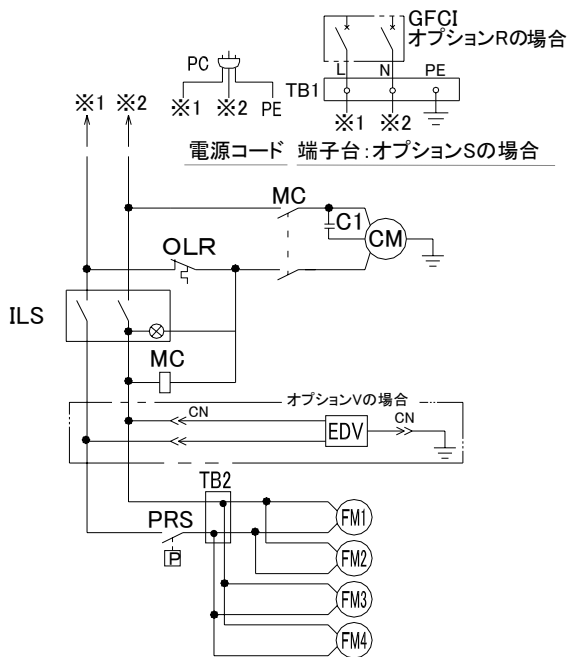 GFCI
オプションRの場合
PC
L N PE
TB1
※1 ※2
※1 ※2 PE
※1 ※2
電源コード 端子台:オプションSの場合
MC
C1
CM
OLR
ILS
MC
オプションVの場合
CN
CN
EDV
TB2
PRS
P
FM1
FM2
FM3
FM4